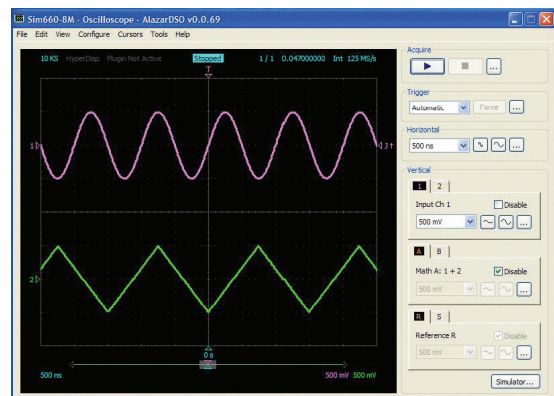 Sim660-8M - Oscilloscope - AlazarDSO v0.0.69
File Edit View Configure Cursors Tools Help
10 KS HyperDisp Plugin Not Active Stopped 1 / 1 0.047000000 Int 125 MS/s
T
1
1
2
0 s
500 ns 500 mV 500 mV
Acquire
...
Trigger
Automatic Force ...
Horizontal
500 ns ...
Vertical
1 2
Input Ch 1 Disable
500 mV ...
A B
Math A: 1 + 2 Disable
500 mV ...
R S
Reference R Disable
500 mV ...
Simulator...